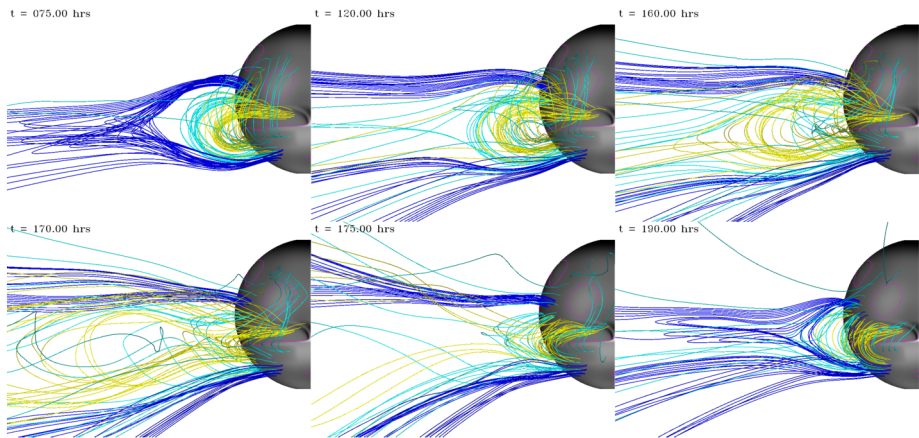 t = 075.00 hrs
t = 120.00 hrs
t = 160.00 hrs
t = 170.00 hrs
t = 175.00 hrs
t = 190.00 hrs